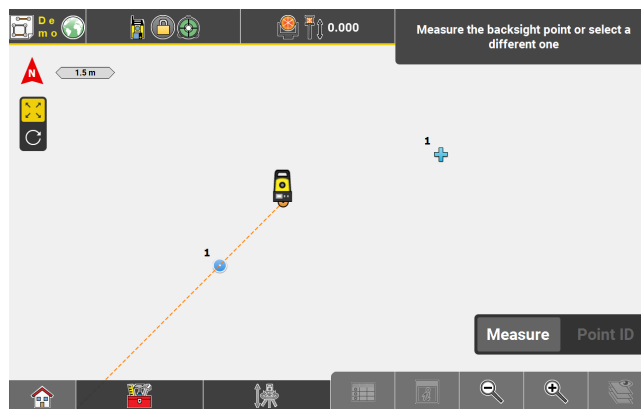 De
mo
0.000
Measure the backsight point or select a
different one
N
1.5 m
1
1
Measure
Point ID